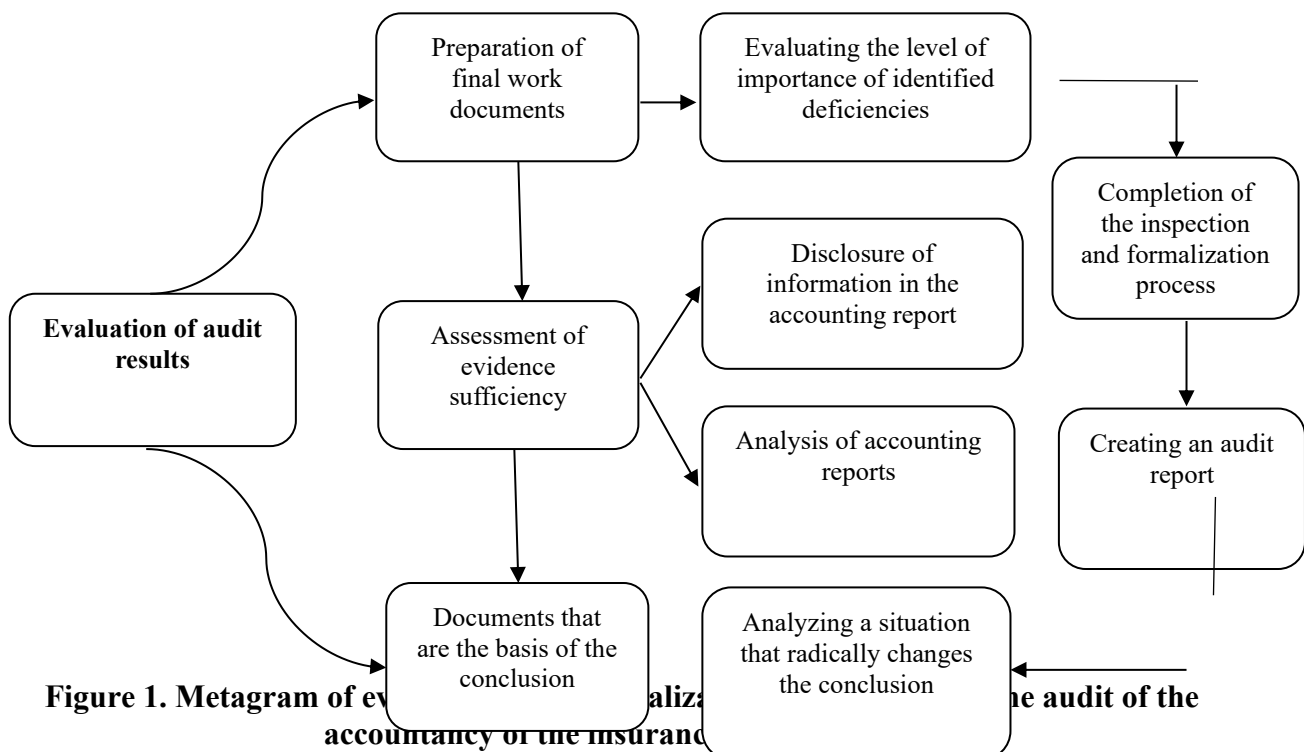 Preparation of
final work
documents
Evaluating the level of
importance of identified
deficiencies
Completion of
the inspection
and formalization
process
Disclosure of
information in the
accounting report
Evaluation of audit
results
Assessment of
evidence
sufficiency
Analysis of accounting
reports
Creating an audit
report
Documents that
are the basis of the
conclusion
Analyzing a situation
that radically changes
the conclusion
Figure 1. Metagram of audit of the
accountancy of the